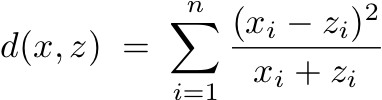 d(x, z) = \sum_{i=1}^{n} \frac{(x_i - z_i)^2}{x_i + z_i}